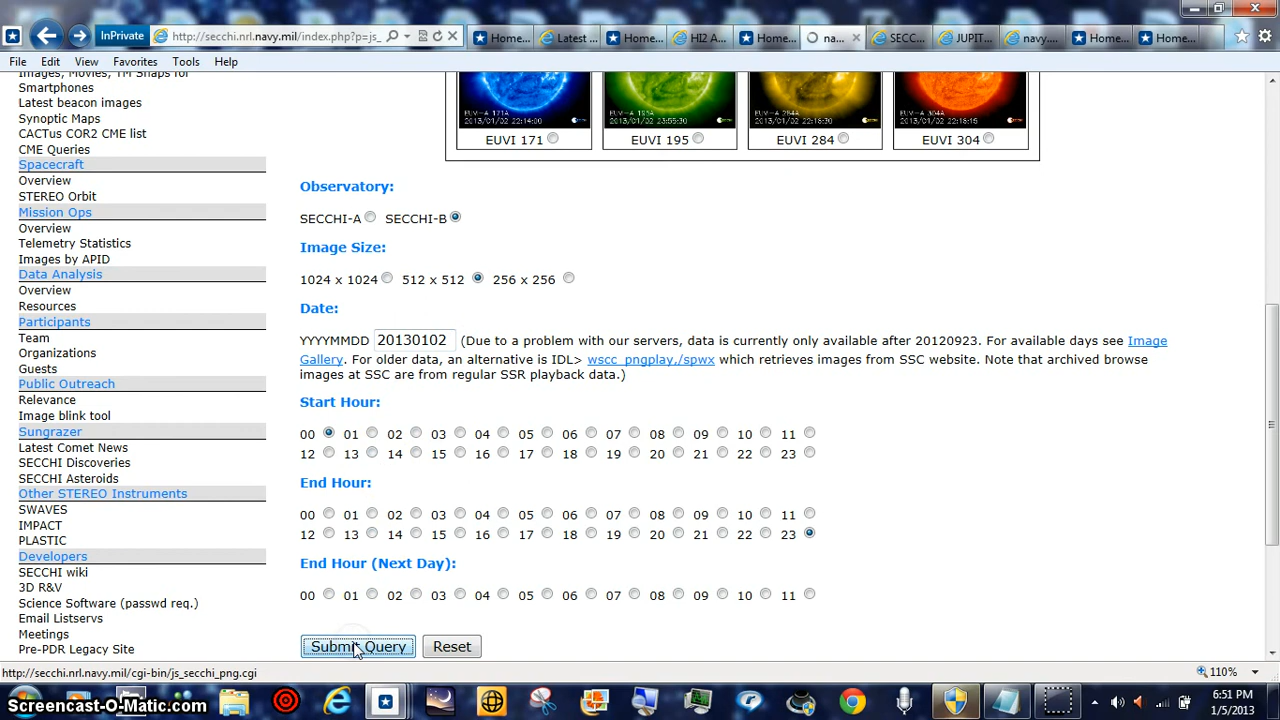 InPrivate
http://secchi.nrl.navy.mil/index.php?p=js_
Home...
Latest ...
Home...
HI2 A...
Home...
na...
SECC...
JUPIT...
navy....
Home...
Home...
File Edit View Favorites Tools Help
Images, Movies, TM Snaps for
Smartphones
Latest beacon images
Synoptic Maps
CACTus COR2 CME list
CME Queries
Spacecraft
Overview
STEREO Orbit
Mission Ops
Overview
Telemetry Statistics
Images by APID
Data Analysis
Overview
Resources
Participants
Team
Organizations
Guests
Public Outreach
Relevance
Image blink tool
Sungrazer
Latest Comet News
SECCHI Discoveries
SECCHI Asteroids
Other STEREO Instruments
SWAVES
IMPACT
PLASTIC
Developers
SECCHI wiki
3D R&V
Science Software (passwd req.)
Email Listservs
Meetings
Pre-PDR Legacy Site
EUVI 171 EUVI 195 EUVI 284 EUVI 304
Observatory:
SECCHI-A SECCHI-B
Image Size:
1024 x 1024 512 x 512 256 x 256
Date:
YYYYMMDD 20130102 (Due to a problem with our servers, data is currently only available after 20120923. For available days see Image
Gallery. For older data, an alternative is IDL> wscc_pngplay,/spwx which retrieves images from SSC website. Note that archived browse
images at SSC are from regular SSR playback data.)
Start Hour:
00 01 02 03 04 05 06 07 08 09 10 11
12 13 14 15 16 17 18 19 20 21 22 23
End Hour:
00 01 02 03 04 05 06 07 08 09 10 11
12 13 14 15 16 17 18 19 20 21 22 23
End Hour (Next Day):
00 01 02 03 04 05 06 07 08 09 10 11
Submit Query Reset
http://secchi.nrl.navy.mil/cgi-bin/js_secchi_png.cgi
110%
Screencast-O-Matic.com
6:51 PM
1/5/2013